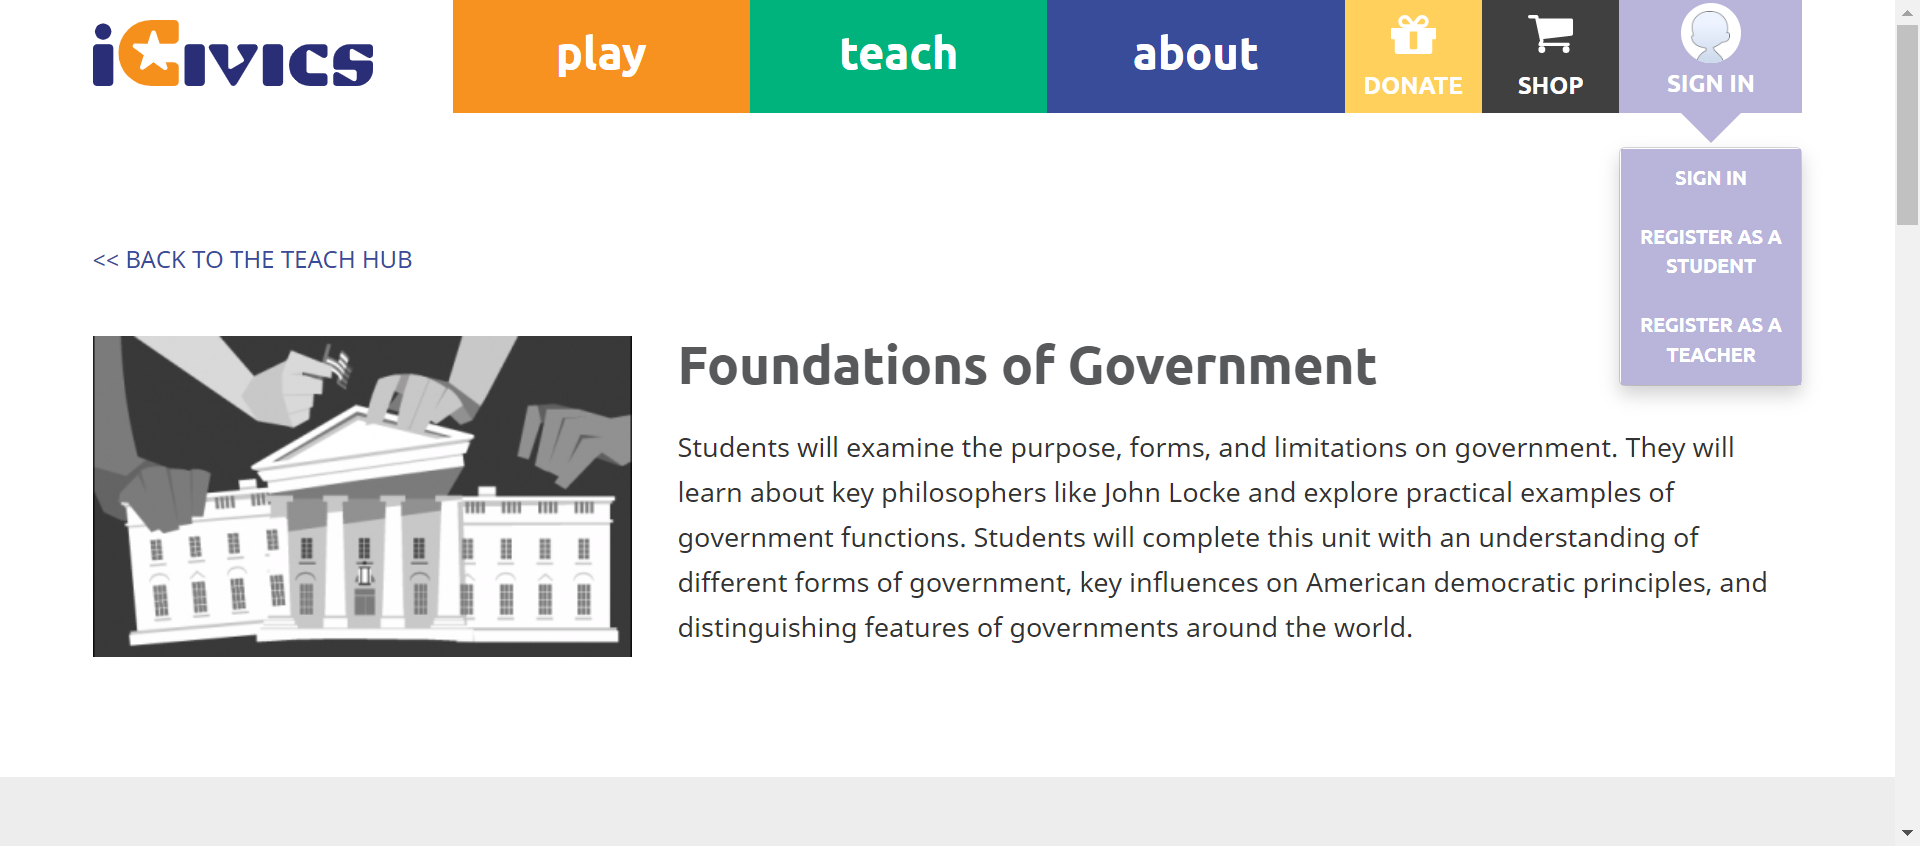 iCivics
play
teach
about
DONATE
SHOP
SIGN IN
SIGN IN
REGISTER AS A
STUDENT
REGISTER AS A
TEACHER
<< BACK TO THE TEACH HUB
Foundations of Government
Students will examine the purpose, forms, and limitations on government. They will
learn about key philosophers like John Locke and explore practical examples of
government functions. Students will complete this unit with an understanding of
different forms of government, key influences on American democratic principles, and
distinguishing features of governments around the world.